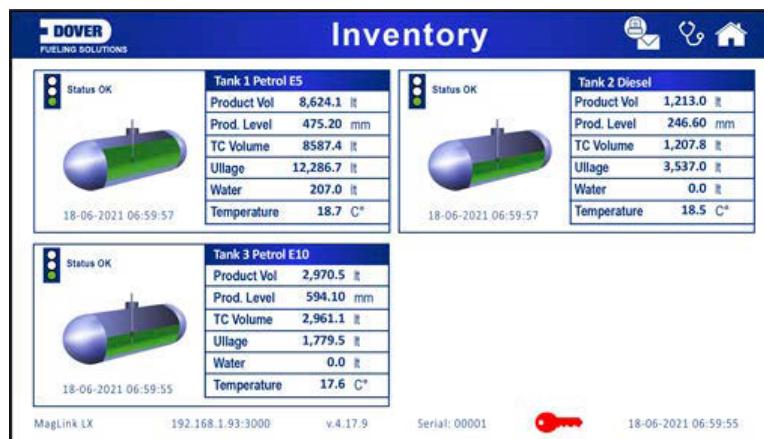 DOVER
FUELING SOLUTIONS
Inventory
Status OK
Tank 1 Petrol E5
Product Vol 8,624.1 lt
Prod. Level 475.20 mm
TC Volume 8587.4 lt
Ullage 12,286.7 lt
Water 207.0 lt
Temperature 18.7 C°
18-06-2021 06:59:57
Status OK
Tank 2 Diesel
Product Vol 1,213.0 lt
Prod. Level 246.60 mm
TC Volume 1,207.8 lt
Ullage 3,537.0 lt
Water 0.0 lt
Temperature 18.5 C°
18-06-2021 06:59:57
Status OK
Tank 3 Petrol E10
Product Vol 2,970.5 lt
Prod. Level 594.10 mm
TC Volume 2,961.1 lt
Ullage 1,779.5 lt
Water 0.0 lt
Temperature 17.6 C°
18-06-2021 06:59:55
MagLink LX 192.168.1.93:3000 v.4.17.9 Serial: 00001 18-06-2021 06:59:55